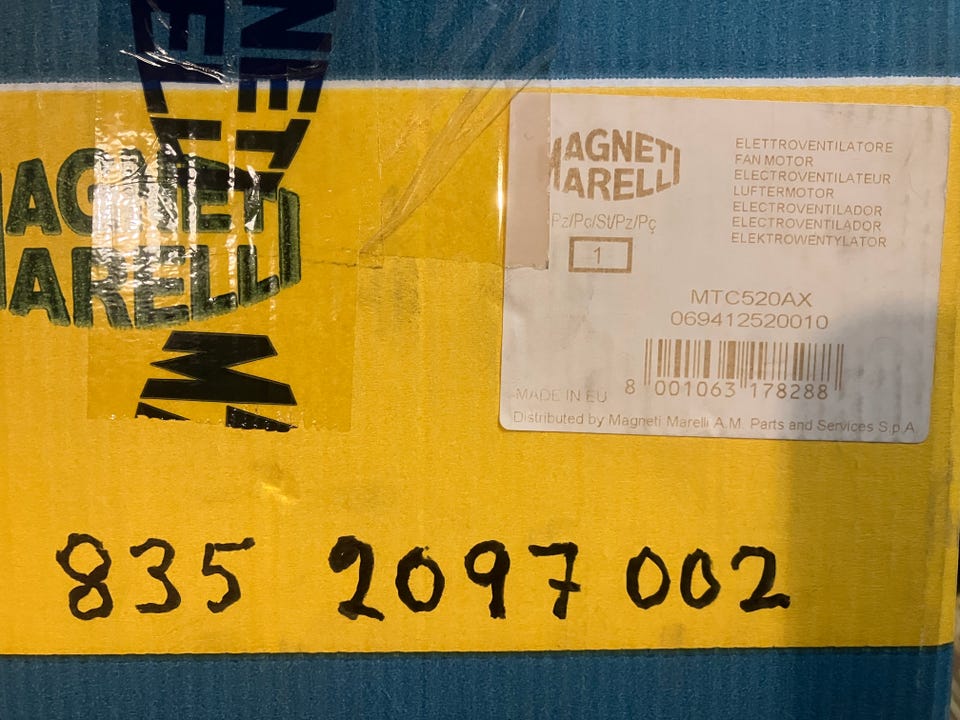 MAGNETI
MARELLI
MAGNETI
MARELLI
Pz/Pc/St/Pz/Pç
1
ELETTROVENTILATORE
FAN MOTOR
ELECTROVENTILATEUR
LUFTERMOTOR
ELECTROVENTILADOR
ELECTROVENTILADOR
ELEKTROWENTYLATOR
MTC520AX
069412520010
8 001063 178288
MADE IN EU
Distributed by Magneti Marelli A.M. Parts and Services S.p.A.
835 2097 002